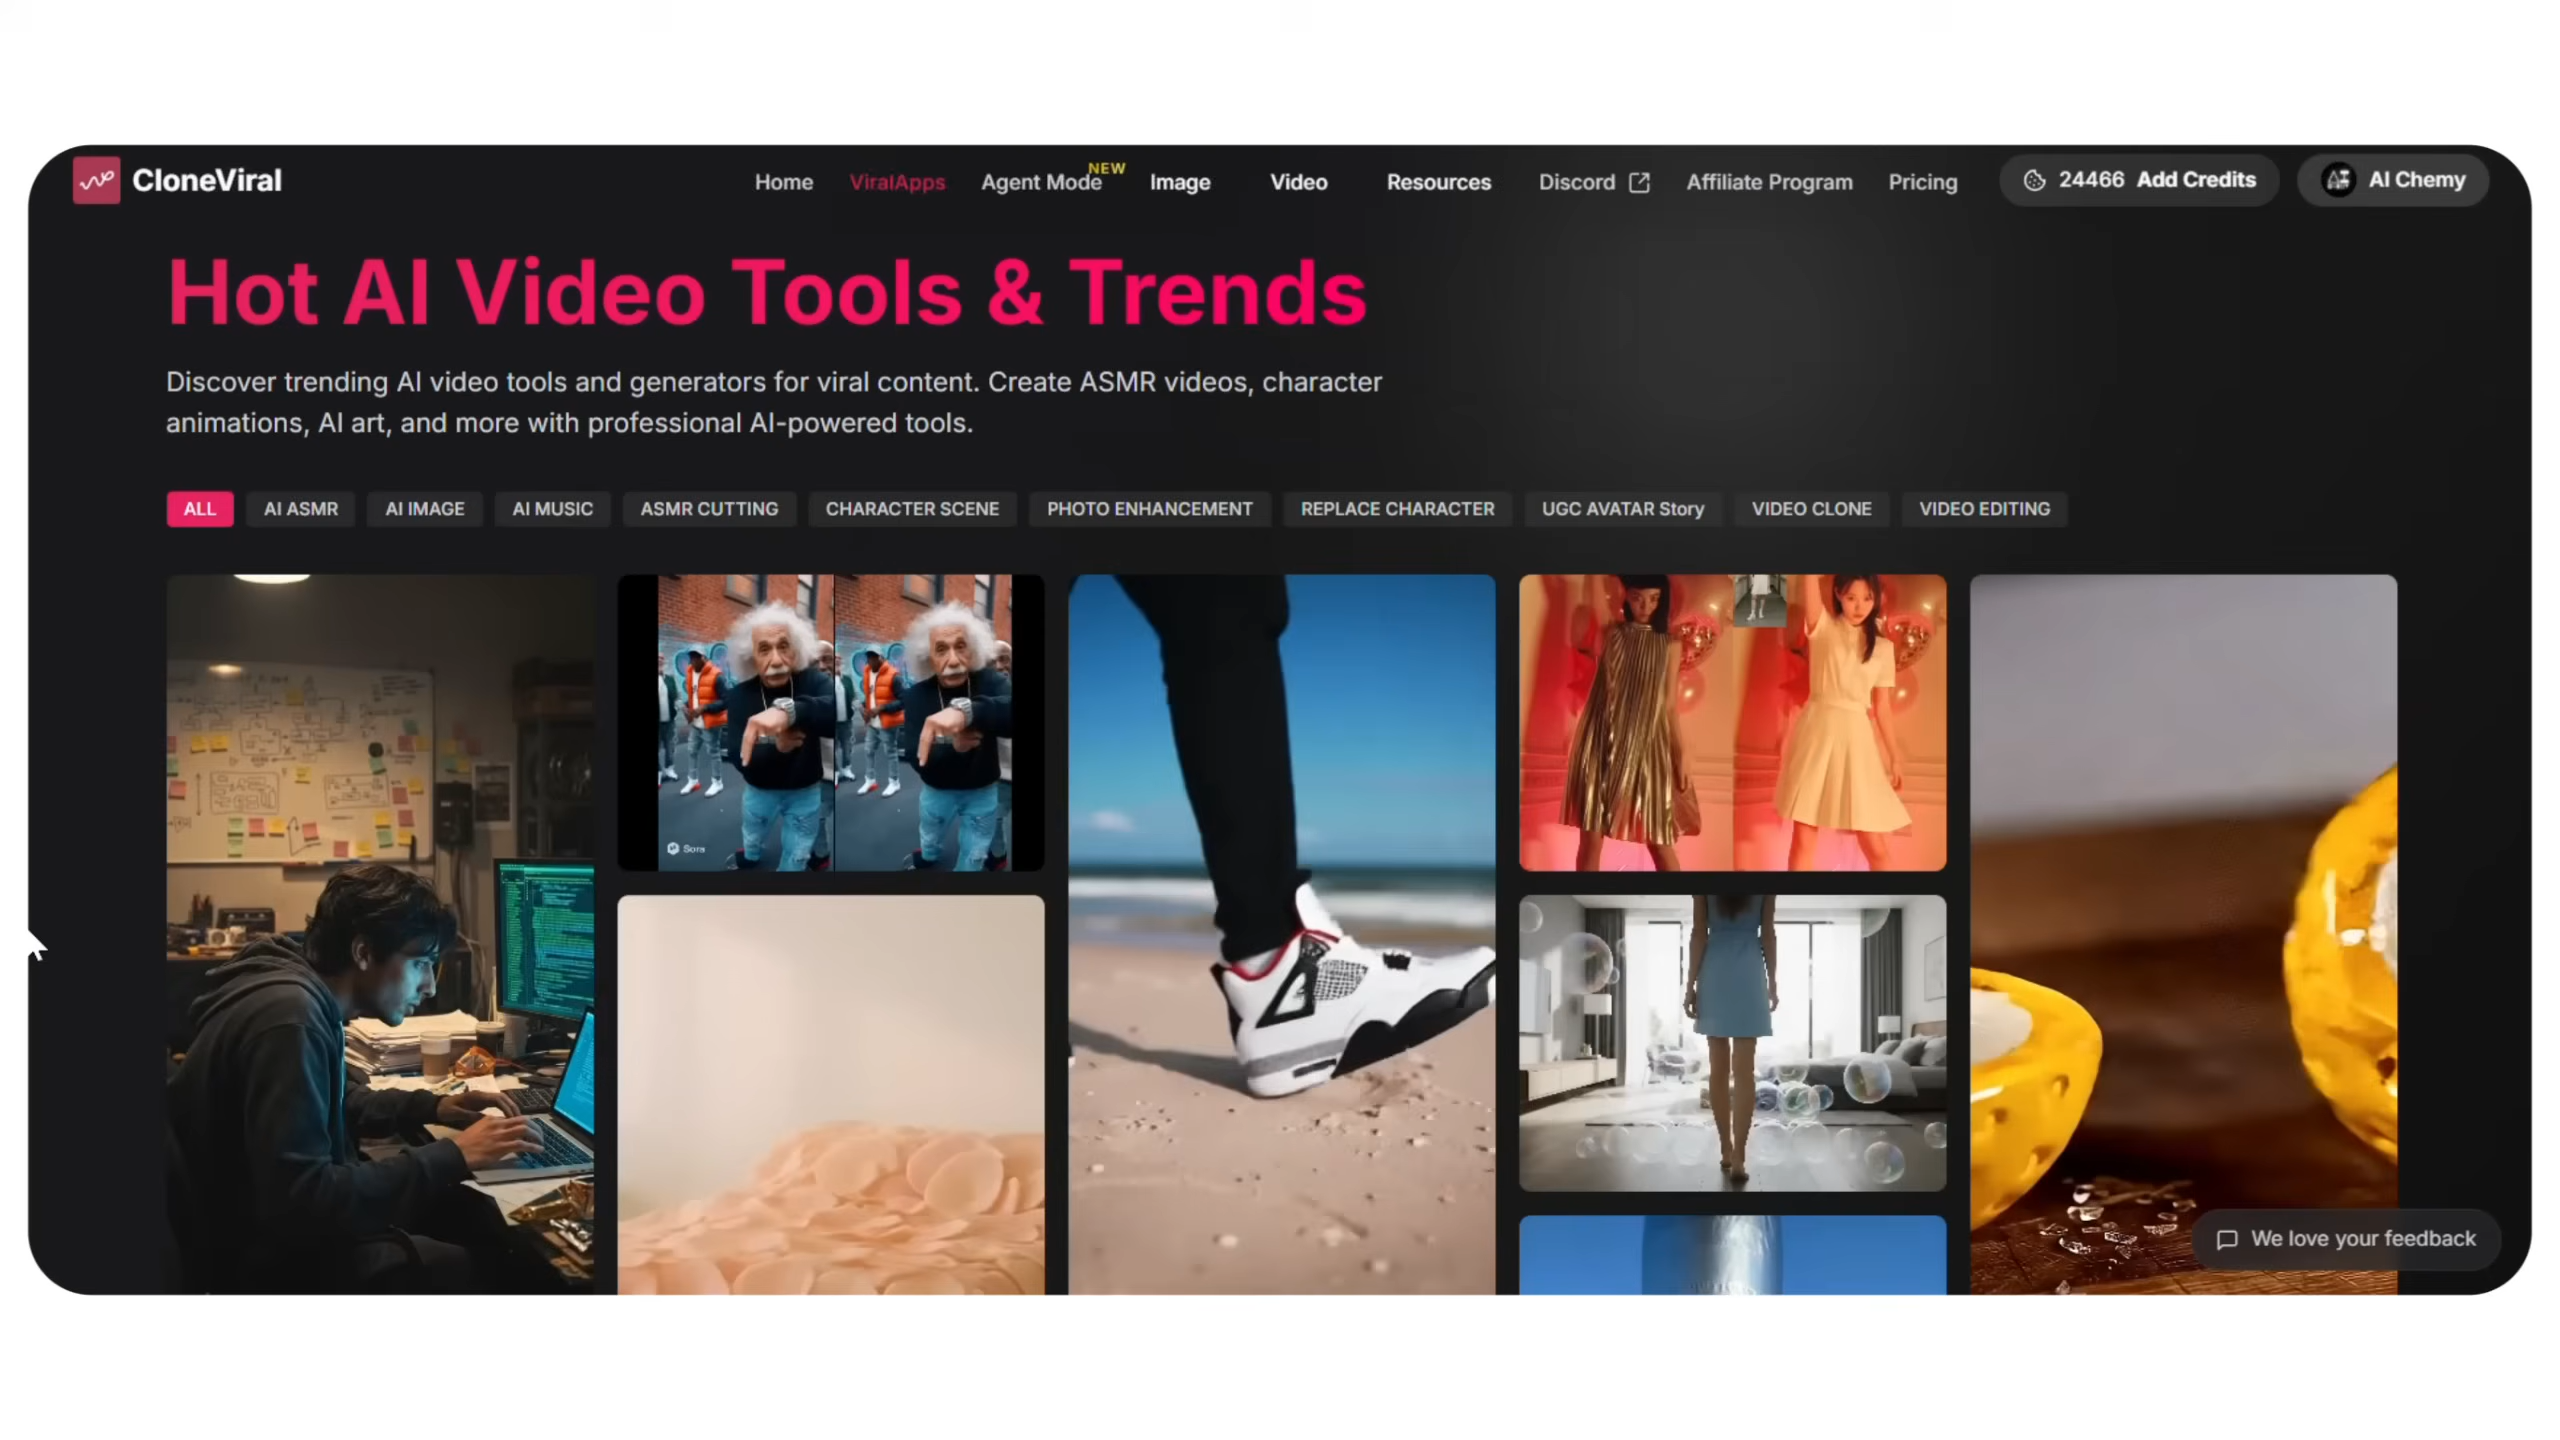 CloneViral
Home
ViralApps
Agent Mode
NEW
Image
Video
Resources
Discord
Affiliate Program
Pricing
24466 Add Credits
AI Chemy
Hot AI Video Tools & Trends
Discover trending AI video tools and generators for viral content. Create ASMR videos, character
animations, AI art, and more with professional AI-powered tools.
ALL
AI ASMR
AI IMAGE
AI MUSIC
ASMR CUTTING
CHARACTER SCENE
PHOTO ENHANCEMENT
REPLACE CHARACTER
UGC AVATAR Story
VIDEO CLONE
VIDEO EDITING
Sora
We love your feedback